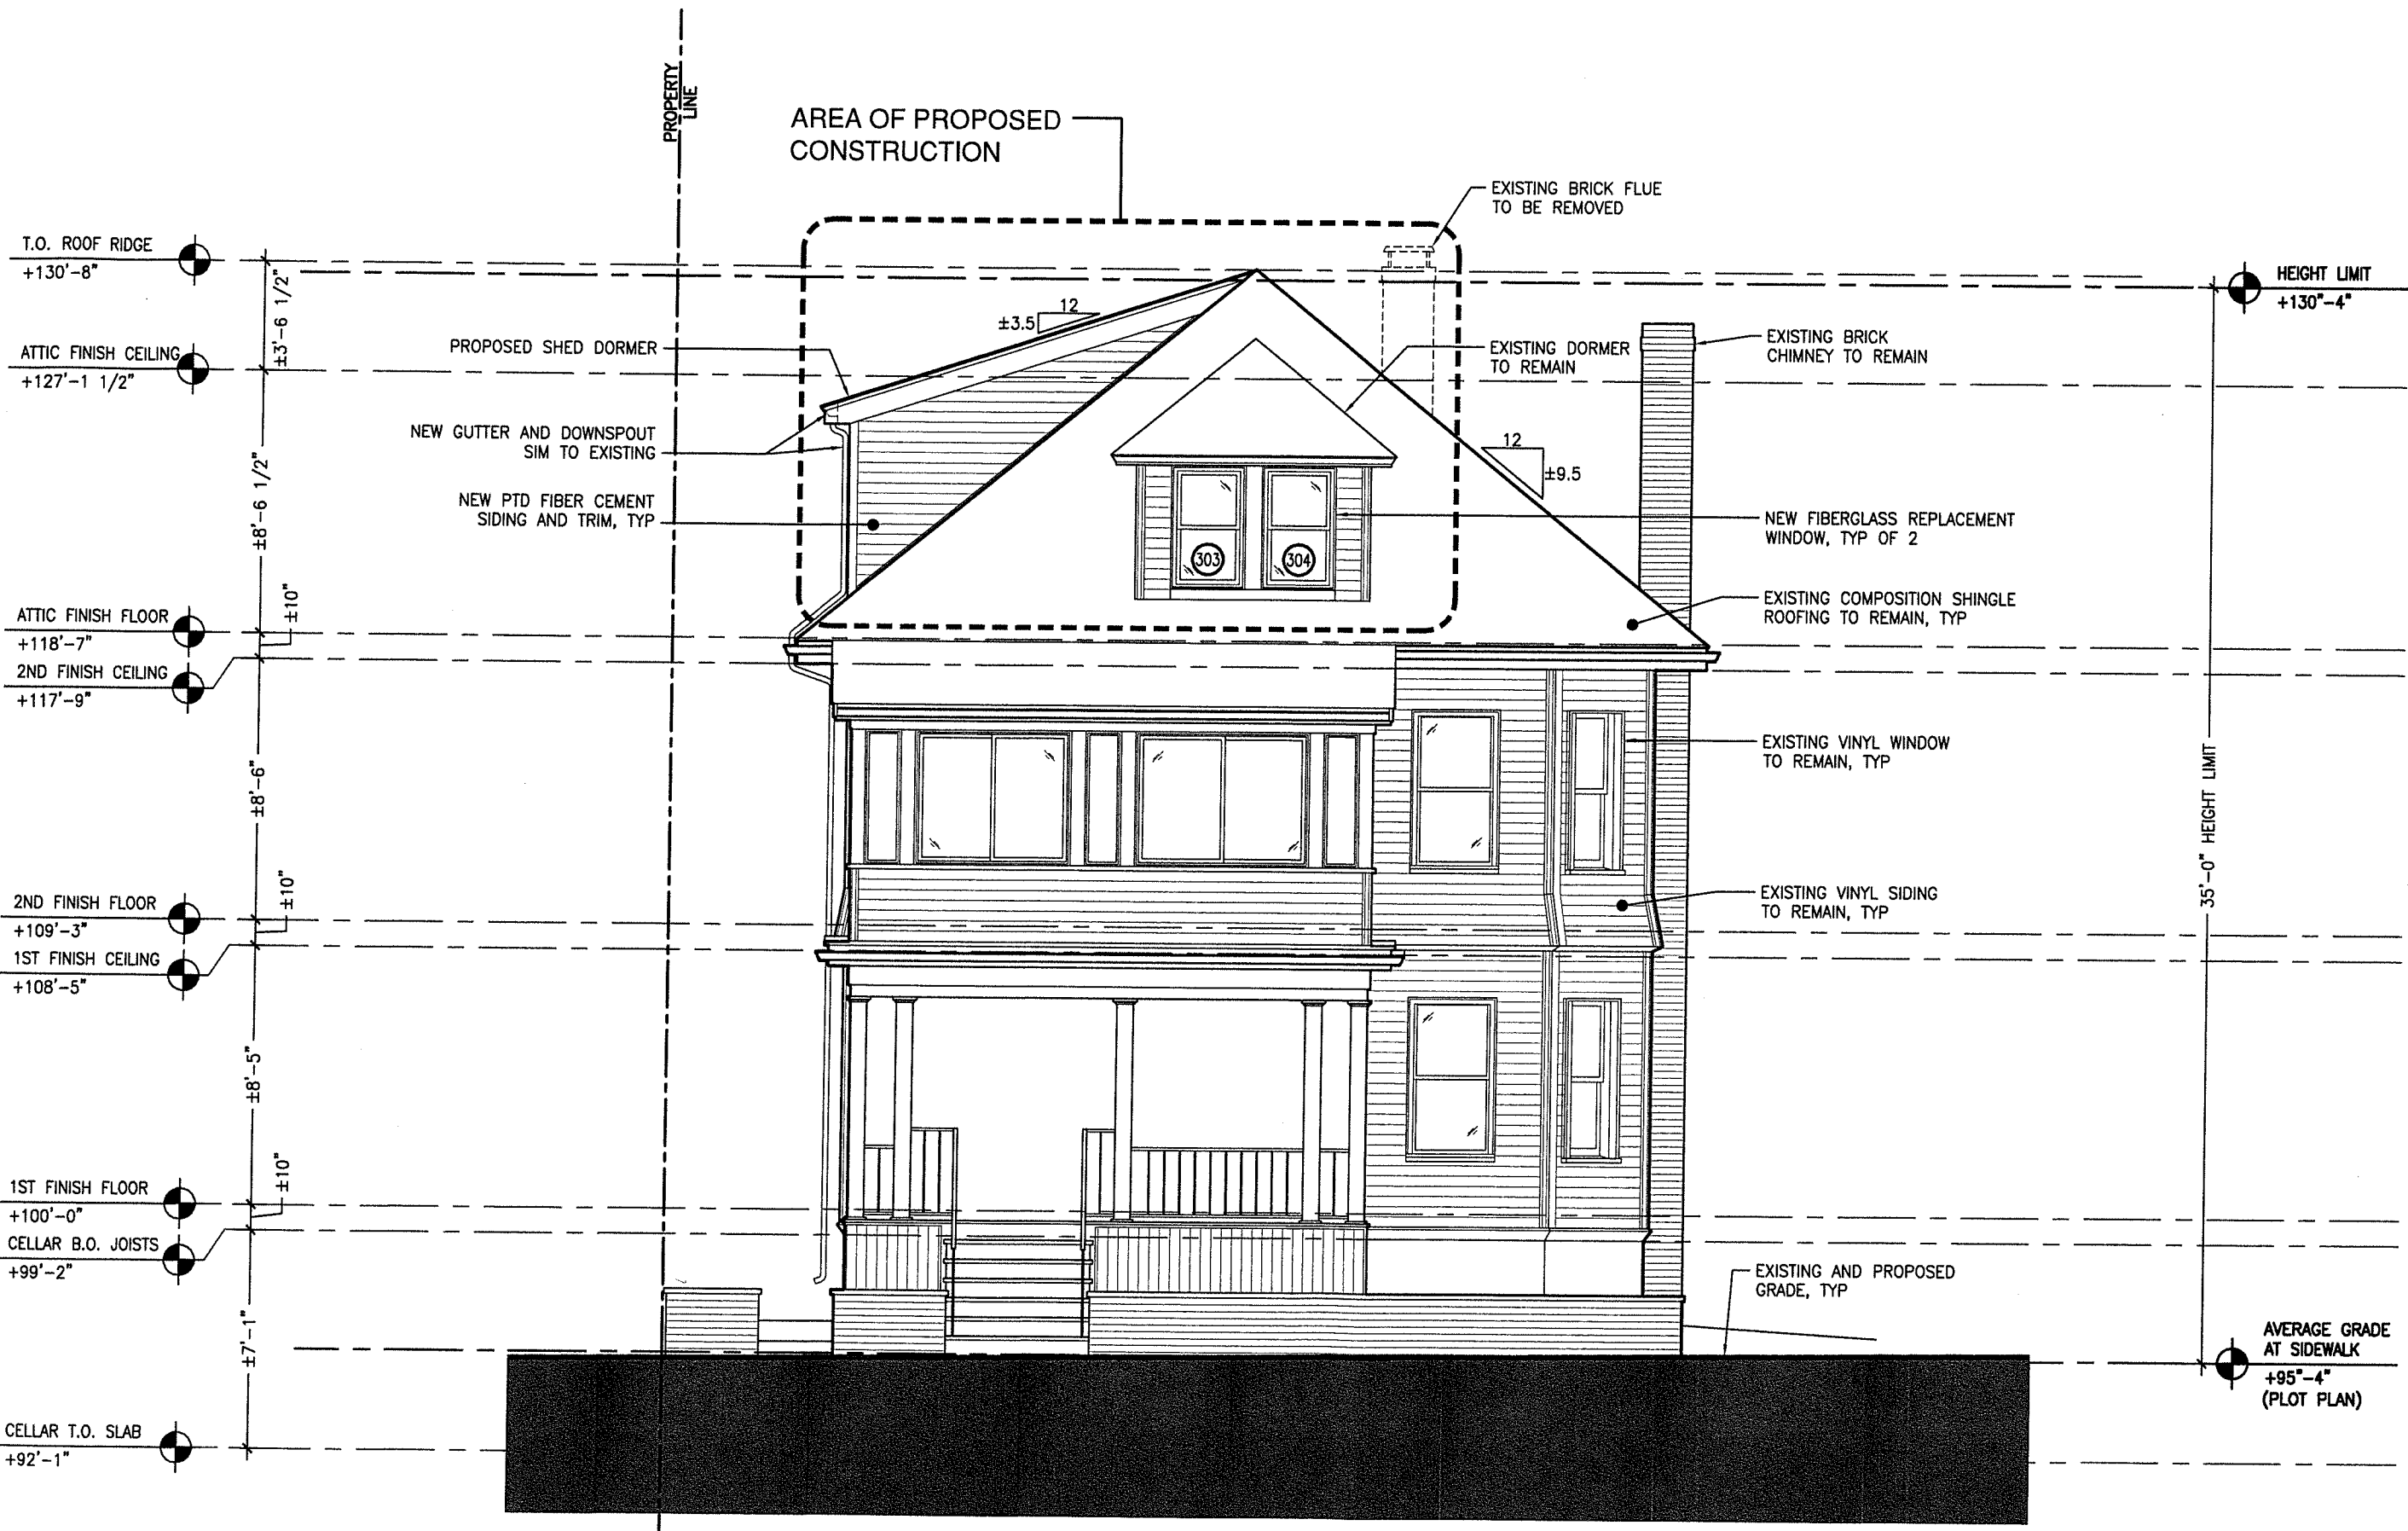 PROPERTY
LINE
AREA OF PROPOSED
CONSTRUCTION
EXISTING BRICK FLUE
TO BE REMOVED
T.O. ROOF RIDGE
+130'-8"
±3'-6 1/2"
HEIGHT LIMIT
+130"-4"
12
±3.5
PROPOSED SHED DORMER
EXISTING DORMER
TO REMAIN
EXISTING BRICK
CHIMNEY TO REMAIN
ATTIC FINISH CEILING
+127'-1 1/2"
NEW GUTTER AND DOWNSPOUT
SIM TO EXISTING
12
±9.5
±8'-6 1/2"
NEW PTD FIBER CEMENT
SIDING AND TRIM, TYP
NEW FIBERGLASS REPLACEMENT
WINDOW, TYP OF 2
303
304
EXISTING COMPOSITION SHINGLE
ROOFING TO REMAIN, TYP
ATTIC FINISH FLOOR
+118'-7"
±10"
2ND FINISH CEILING
+117'-9"
EXISTING VINYL WINDOW
TO REMAIN, TYP
±8'-6"
35'-0" HEIGHT LIMIT
EXISTING VINYL SIDING
TO REMAIN, TYP
2ND FINISH FLOOR
+109'-3"
±10"
1ST FINISH CEILING
+108'-5"
±8'-5"
1ST FINISH FLOOR
+100'-0"
±10"
CELLAR B.O. JOISTS
+99'-2"
EXISTING AND PROPOSED
GRADE, TYP
±7'-1"
AVERAGE GRADE
AT SIDEWALK
+95"-4"
(PLOT PLAN)
CELLAR T.O. SLAB
+92'-1"